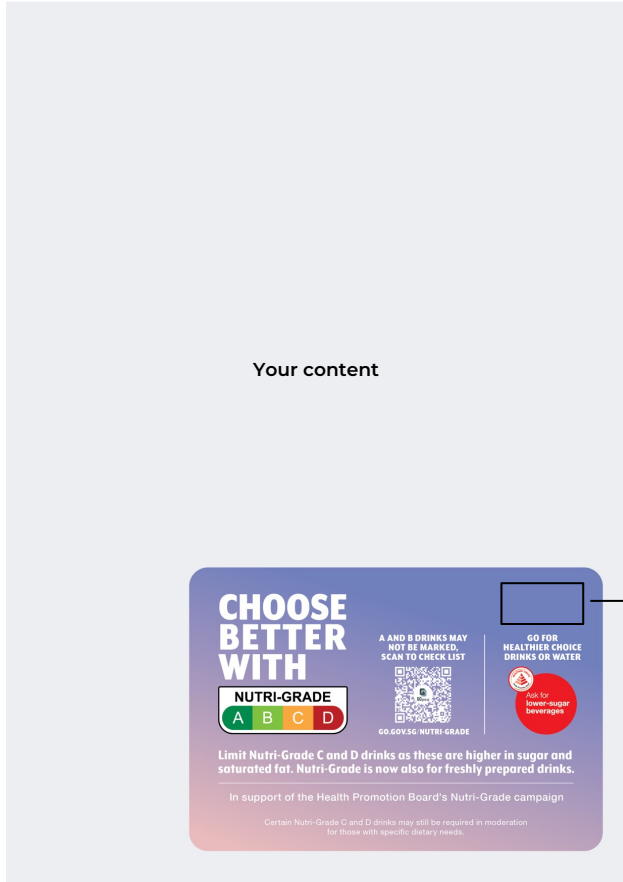 Your content
CHOOSE
BETTER
WITH
NUTRI-GRADE
A B C D
A AND B DRINKS MAY
NOT BE MARKED,
SCAN TO CHECK LIST
GO.GOV.SG/NUTRI-GRADE
GO FOR
HEALTHIER CHOICE
DRINKS OR WATER
Ask for
lower-sugar
beverages
Limit Nutri-Grade C and D drinks as these are higher in sugar and
saturated fat. Nutri-Grade is now also for freshly prepared drinks.
In support of the Health Promotion Board's Nutri-Grade campaign
Certain Nutri-Grade C and D drinks may still be required in moderation
for those with specific dietary needs.